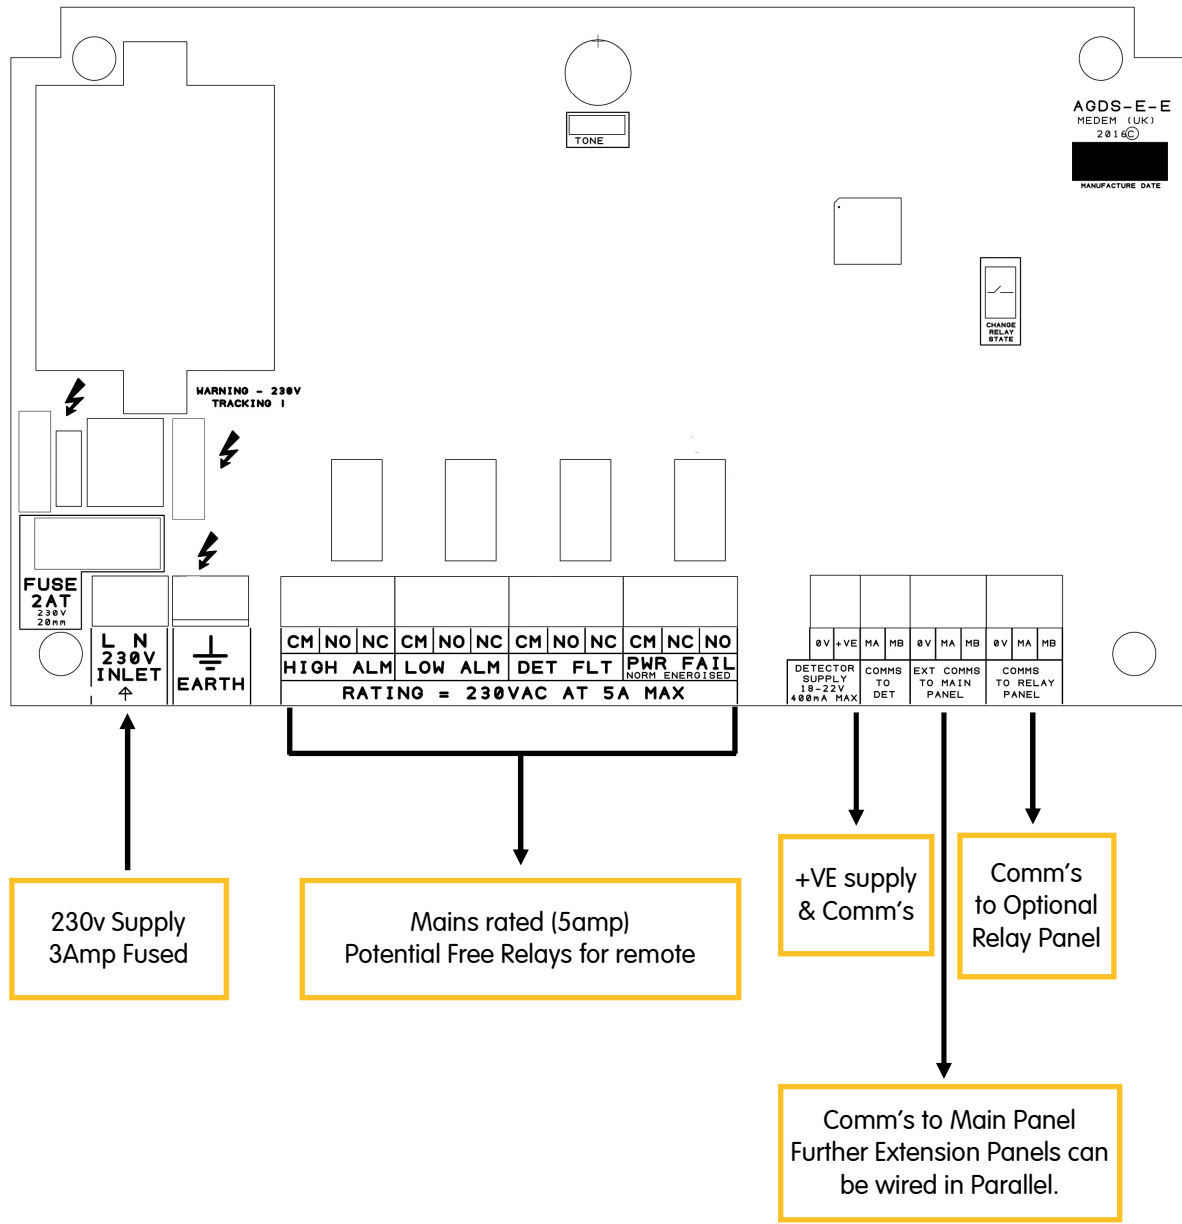 TONE
AGDS-E-E
MEDEM (UK)
2016©
MANUFACTURE DATE
CHANGE
RELAY
STATE
WARNING - 230V
TRACKING !
FUSE
2AT
230V
20mm
L N
230V
INLET
EARTH
CM NO NC CM NO NC CM NO NC CM NC NO
HIGH ALM LOW ALM DET FLT PWR FAIL
NORM ENERGISED
RATING = 230VAC AT 5A MAX
0V +VE MA MB 0V MA MB 0V MA MB
DETECTOR
SUPPLY
18-22V
400mA MAX
COMMS
TO
DET
EXT COMMS
TO MAIN
PANEL
COMMS
TO RELAY
PANEL
230v Supply
3Amp Fused
Mains rated (5amp)
Potential Free Relays for remote
+VE supply
& Comm's
Comm's
to Optional
Relay Panel
Comm's to Main Panel
Further Extension Panels can
be wired in Parallel.